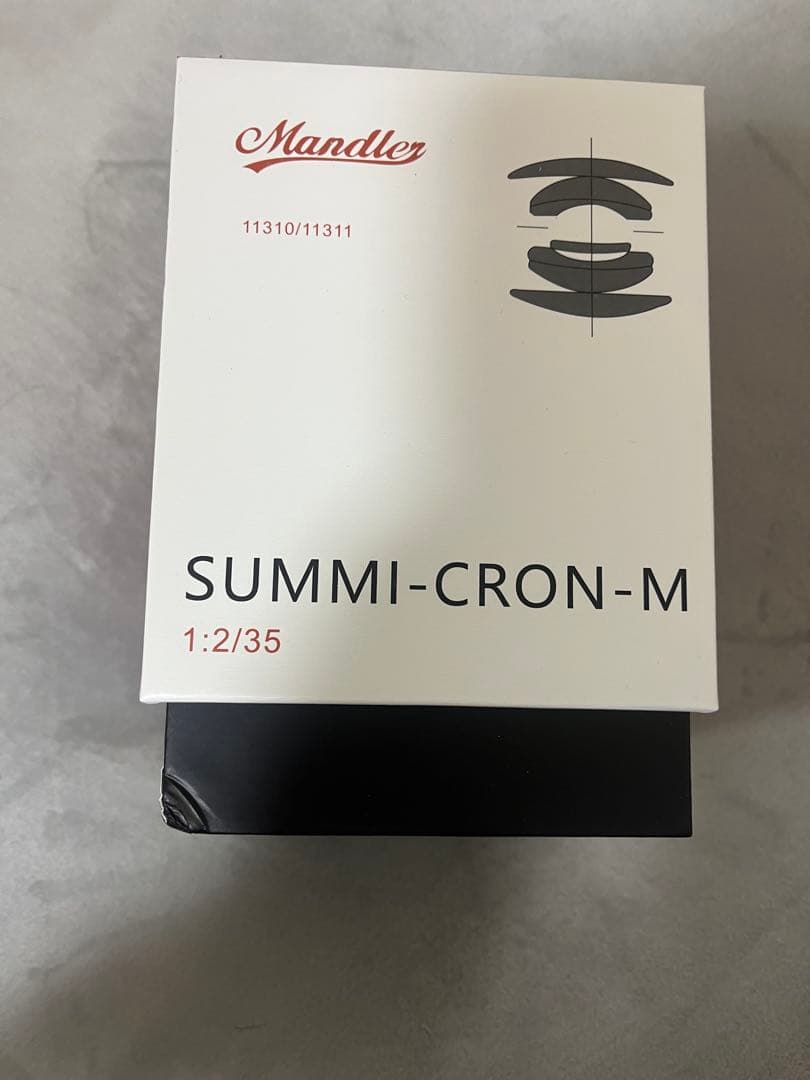 Mandler
11310/11311
SUMMI-CRON-M
1:2/35